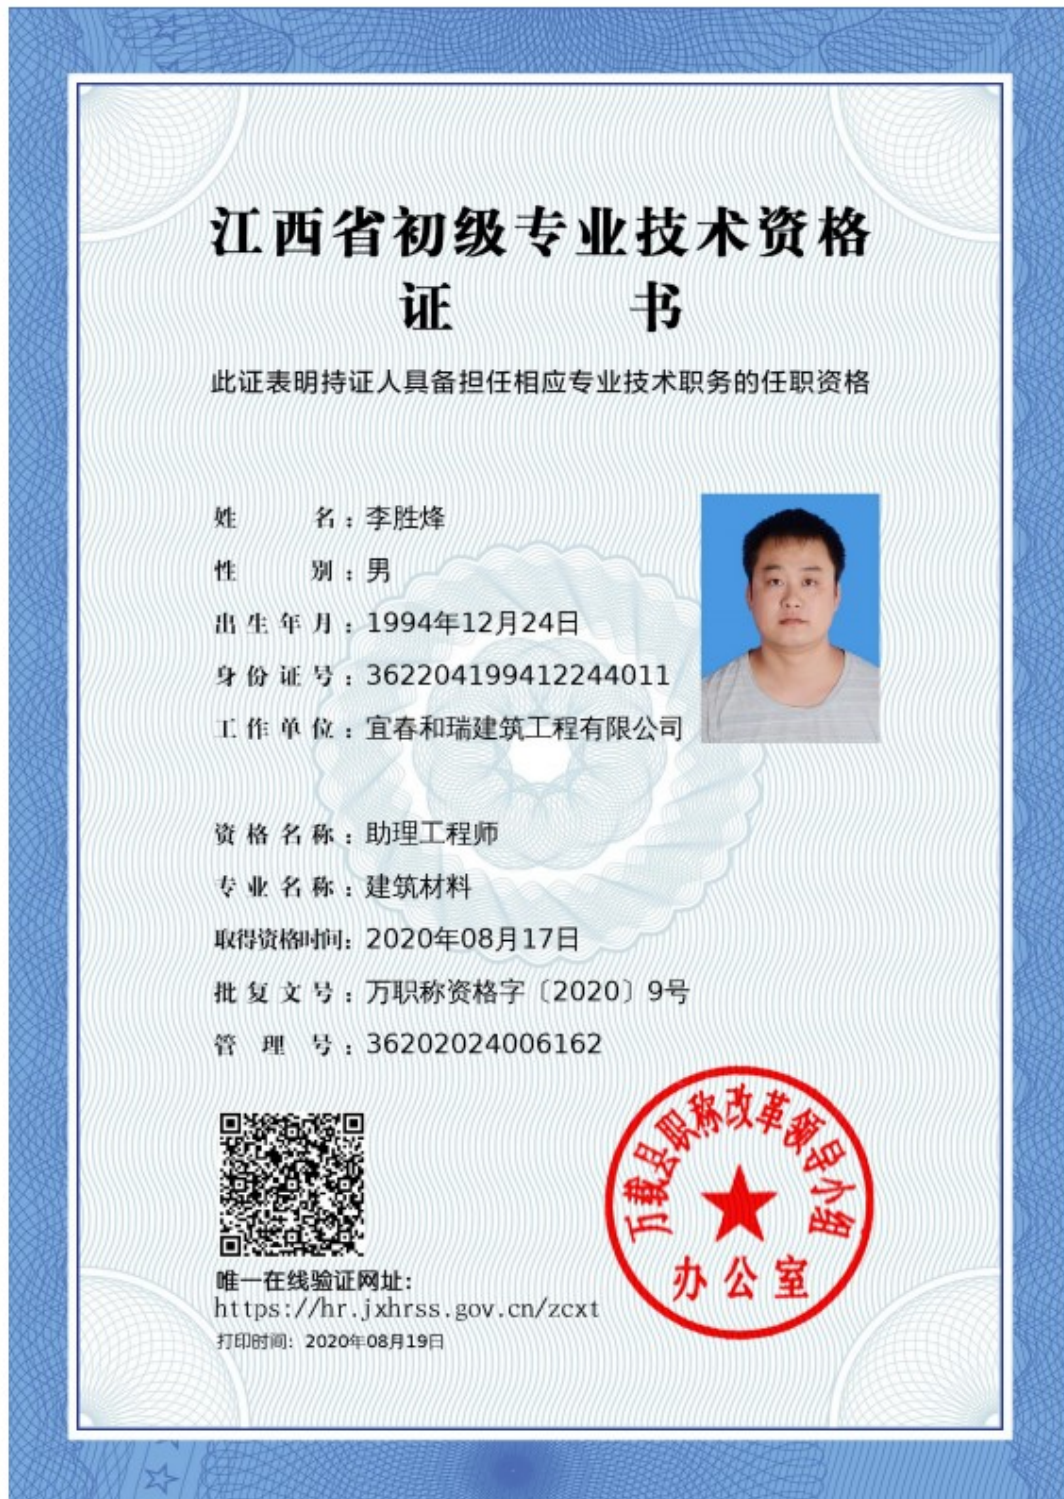 江西省初级专业技术资格
证 书
此证表明持证人具备担任相应专业技术职务的任职资格
姓 名：李胜烽
性 别：男
出生年月：1994年12月24日
身份证号：362204199412244011
工作单位：宜春和瑞建筑工程有限公司
资格名称：助理工程师
专业名称：建筑材料
取得资格时间：2020年08月17日
批复文号：万职称资格字〔2020〕9号
管 理 号：36202024006162
万载县职称改革领导小组
办公室
唯一在线验证网址：
https://hr.jxhrss.gov.cn/zcxt
打印时间：2020年08月19日